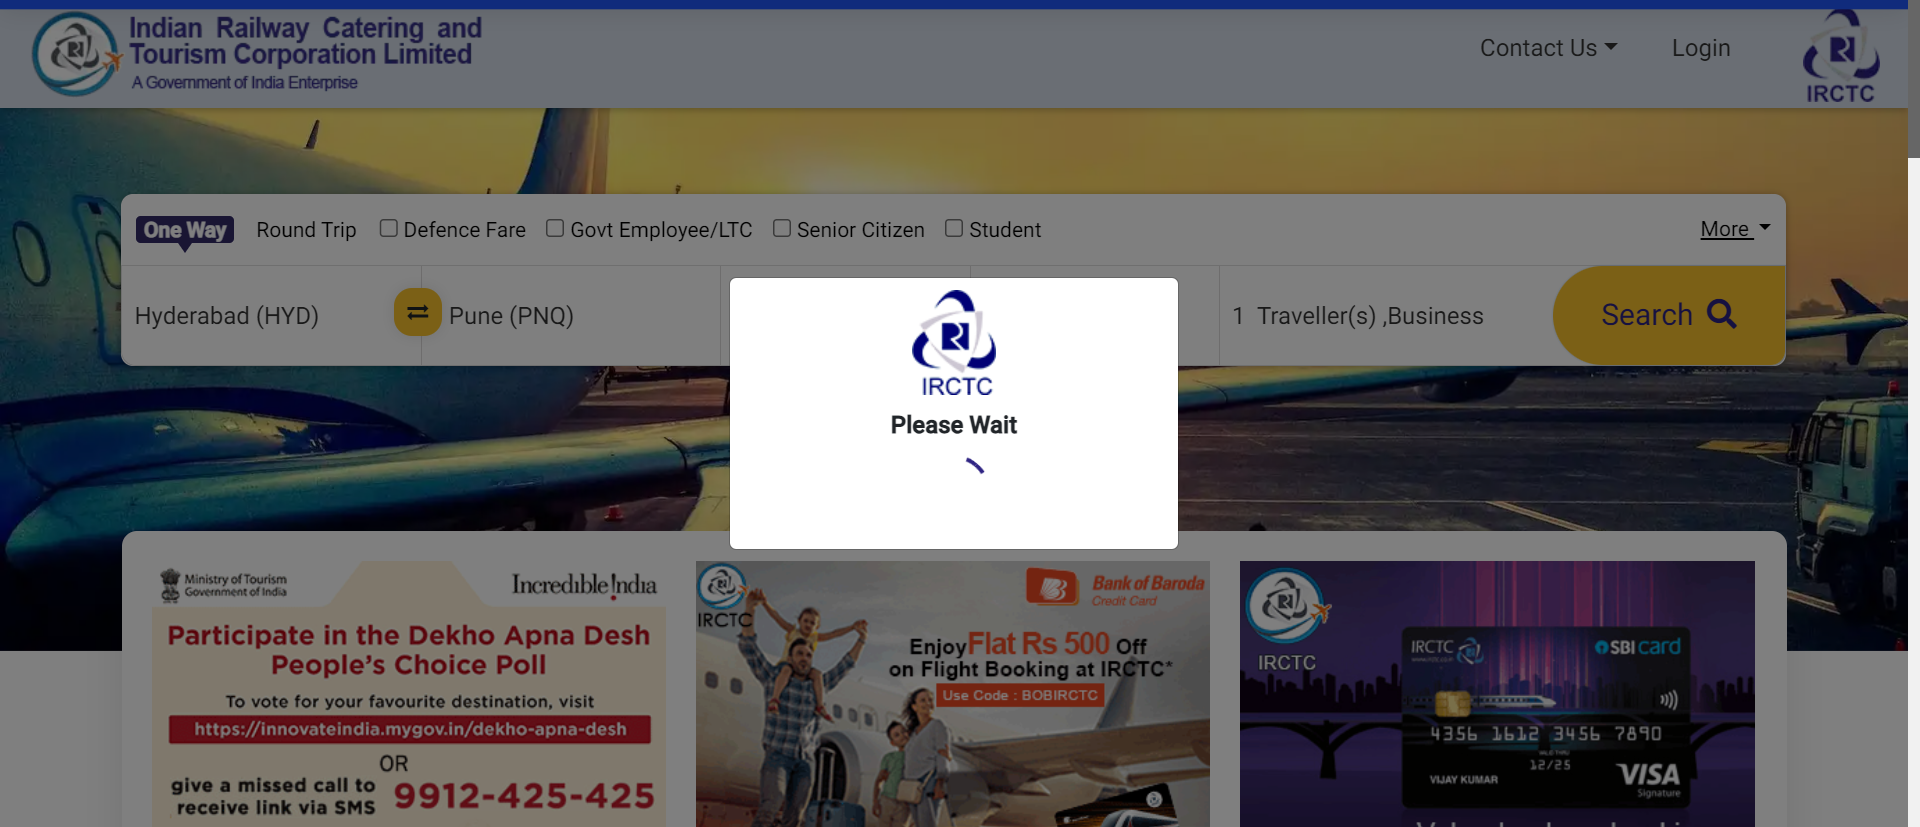 Indian Railway Catering and
Tourism Corporation Limited
A Government of India Enterprise
Contact Us
Login
IRCTC
One Way
Round Trip
Defence Fare
Govt Employee/LTC
Senior Citizen
Student
More
Hyderabad (HYD)
Pune (PNQ)
1 Traveller(s) ,Business
Search
IRCTC
Please Wait
Ministry of Tourism
Government of India
Incredible !ndia
Participate in the Dekho Apna Desh
People's Choice Poll
To vote for your favourite destination, visit
https://innovateindia.mygov.in/dekho-apna-desh
OR
give a missed call to
receive link via SMS
9912-425-425
IRCTC
Bank of Baroda
Credit Card
Enjoy Flat Rs 500 Off
on Flight Booking at IRCTC*
Use Code : BOBIRCTC
IRCTC
IRCTC
SBI card
4356 1612 3456 7890
12/25
VIJAY KUMAR
VISA
Signature